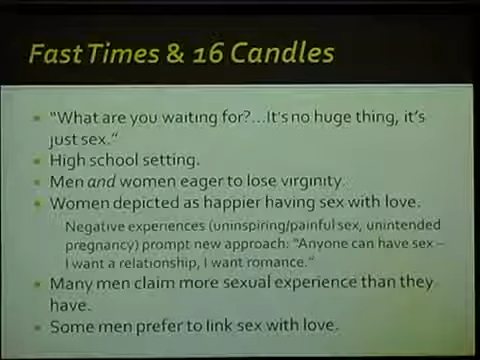 Fast Times & 16 Candles
"What are you waiting for?...It's no huge thing, it's
just sex."
High school setting.
Men and women eager to lose virginity.
Women depicted as happier having sex with love.
Negative experiences (uninspiring/painful sex, unintended
pregnancy) prompt new approach: "Anyone can have sex –
I want a relationship, I want romance."
Many men claim more sexual experience than they
have.
Some men prefer to link sex with love.